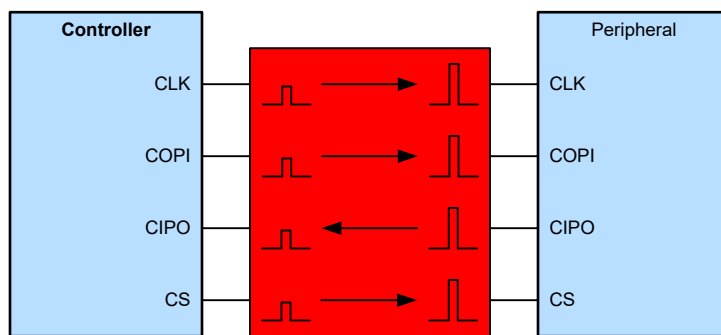 Controller
Peripheral
CLK
CLK
COPI
COPI
CIPO
CIPO
CS
CS